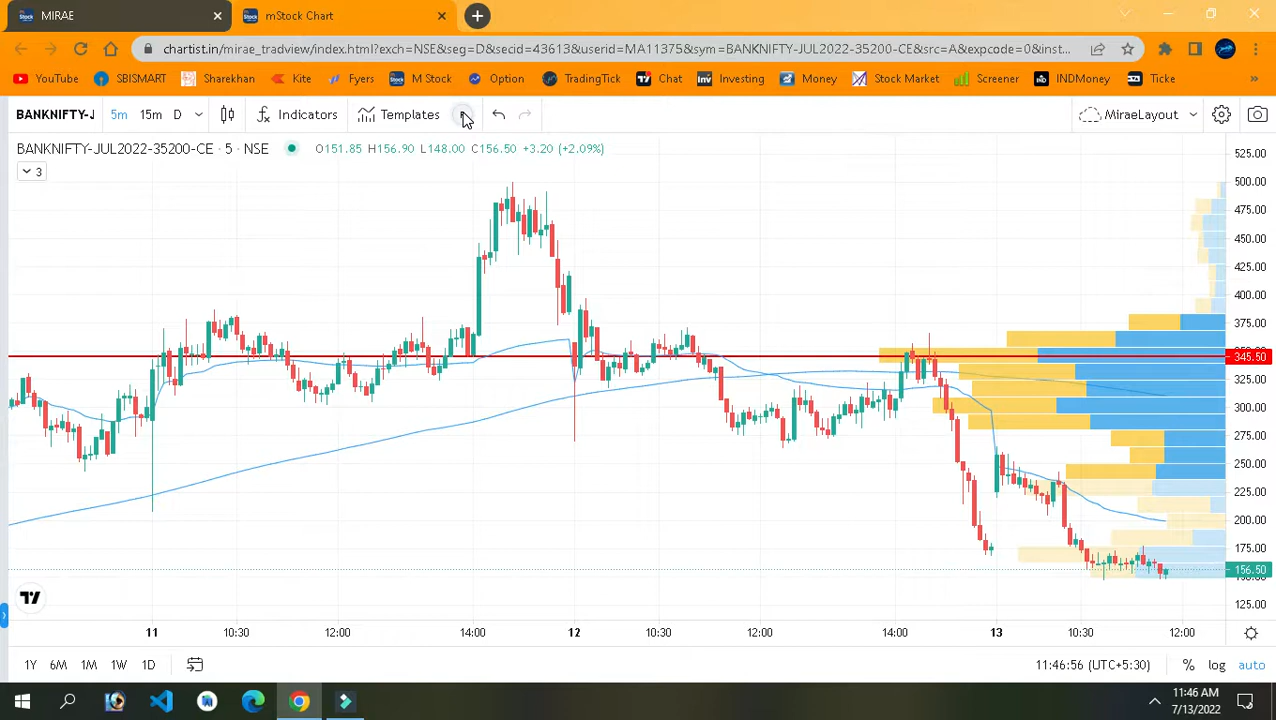 MIRAE
mStock Chart
chartist.in/mirae_tradview/index.html?exch=NSE&seg=D&secid=43613&userid=MA11375&sym=BANKNIFTY-JUL2022-35200-CE&src=A&expcode=0&inst...
YouTube SBISMART Sharekhan Kite Fyers M Stock Option TradingTick Chat Investing Money Stock Market Screener INDMoney Ticke »
BANKNIFTY-J 5m 15m D Indicators Templates MiraeLayout
BANKNIFTY-JUL2022-35200-CE · 5 · NSE O151.85 H156.90 L148.00 C156.50 +3.20 (+2.09%)
3
525.00
500.00
475.00
450.00
425.00
400.00
375.00
345.50
325.00
300.00
275.00
250.00
225.00
200.00
175.00
156.50
125.00
11 10:30 12:00 14:00 12 10:30 12:00 14:00 13 10:30 12:00
1Y 6M 1M 1W 1D 11:46:56 (UTC+5:30) % log auto
11:46 AM
7/13/2022